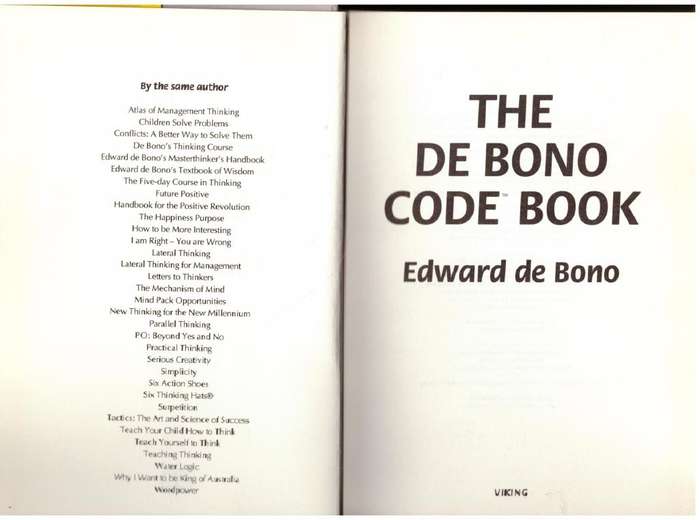 By the same author
Atlas of Management Thinking
Children Solve Problems
Conflicts: A Better Way to Solve Them
De Bono's Thinking Course
Edward de Bono's Masterthinker's Handbook
Edward de Bono's Textbook of Wisdom
The Five-day Course in Thinking
Future Positive
Handbook for the Positive Revolution
The Happiness Purpose
How to be More Interesting
I am Right – You are Wrong
Lateral Thinking
Lateral Thinking for Management
Letters to Thinkers
The Mechanism of Mind
Mind Pack Opportunities
New Thinking for the New Millennium
Parallel Thinking
PO: Beyond Yes and No
Practical Thinking
Serious Creativity
Simplicity
Six Action Shoes
Six Thinking Hats®
Surpetition
Tactics: The Art and Science of Success
Teach Your Child How to Think
Teach Yourself to Think
Teaching Thinking
Water Logic
Why I Want to be King of Australia
Wordpower
THE
DE BONO
CODE™ BOOK
Edward de Bono
VIKING